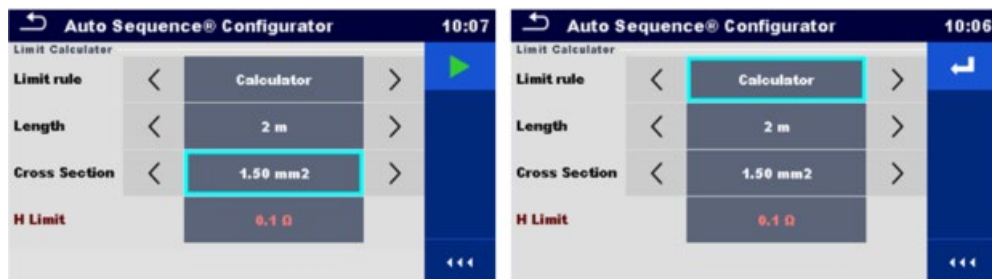 Auto Sequence® Configurator 10:07
Limit Calculator
Limit rule Calculator
Length 2 m
Cross Section 1.50 mm2
H Limit 0.1 Ω
Auto Sequence® Configurator 10:06
Limit Calculator
Limit rule Calculator
Length 2 m
Cross Section 1.50 mm2
H Limit 0.1 Ω